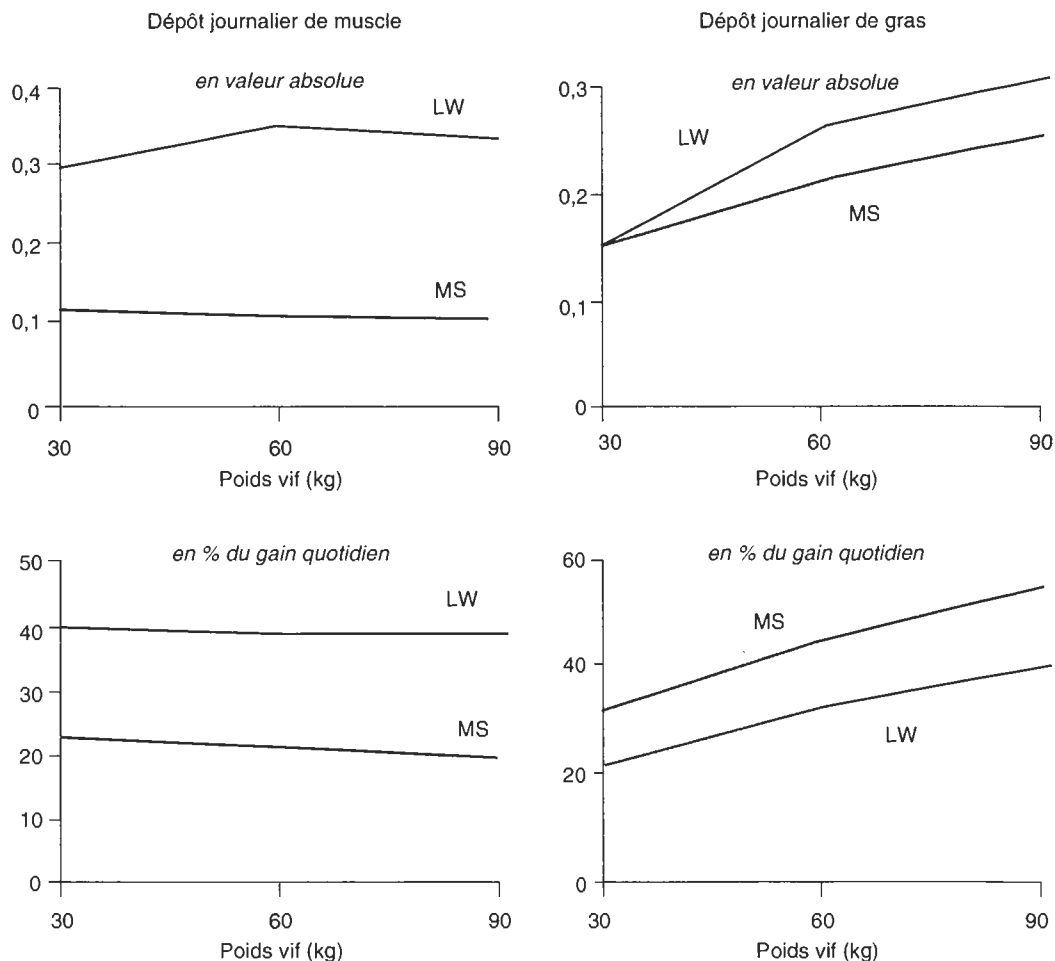 Dépôt journalier de muscle
en valeur absolue
0,4
0,3
0,2
0,1
0
LW
MS
30 60 90
Poids vif (kg)
Dépôt journalier de gras
en valeur absolue
0,3
0,2
0,1
0
LW
MS
30 60 90
Poids vif (kg)
en % du gain quotidien
50
40
30
20
10
0
LW
MS
30 60 90
Poids vif (kg)
en % du gain quotidien
60
40
20
0
MS
LW
30 60 90
Poids vif (kg)